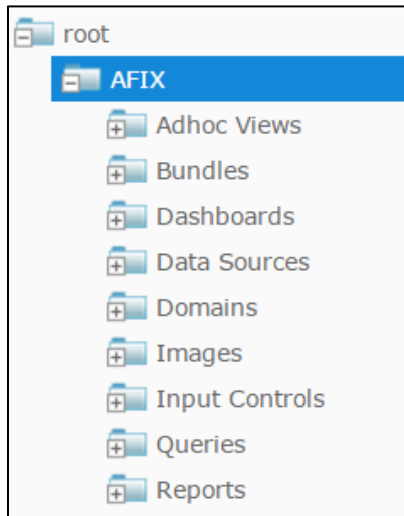 root
AFIX
Adhoc Views
Bundles
Dashboards
Data Sources
Domains
Images
Input Controls
Queries
Reports